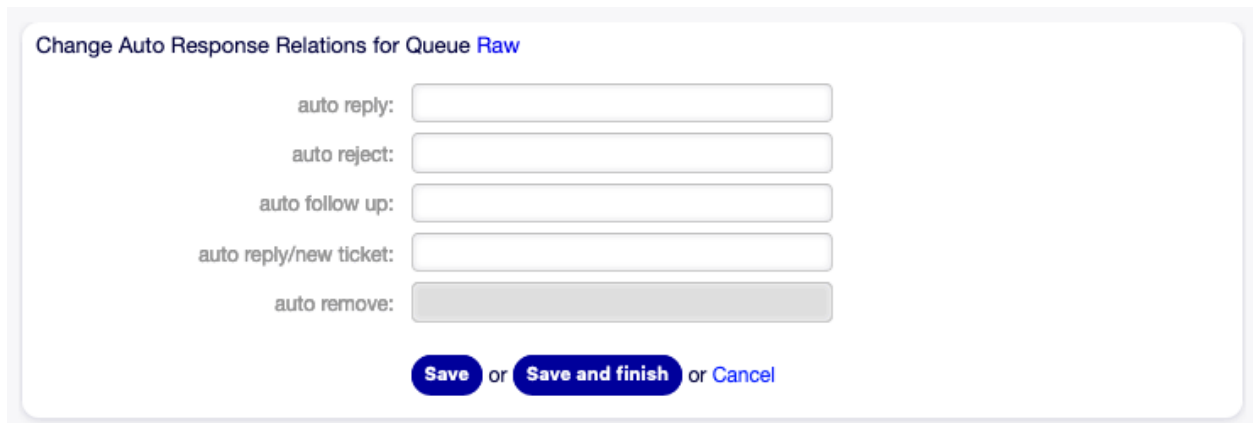 Change Auto Response Relations for Queue Raw
auto reply:
auto reject:
auto follow up:
auto reply/new ticket:
auto remove:
Save or Save and finish or Cancel